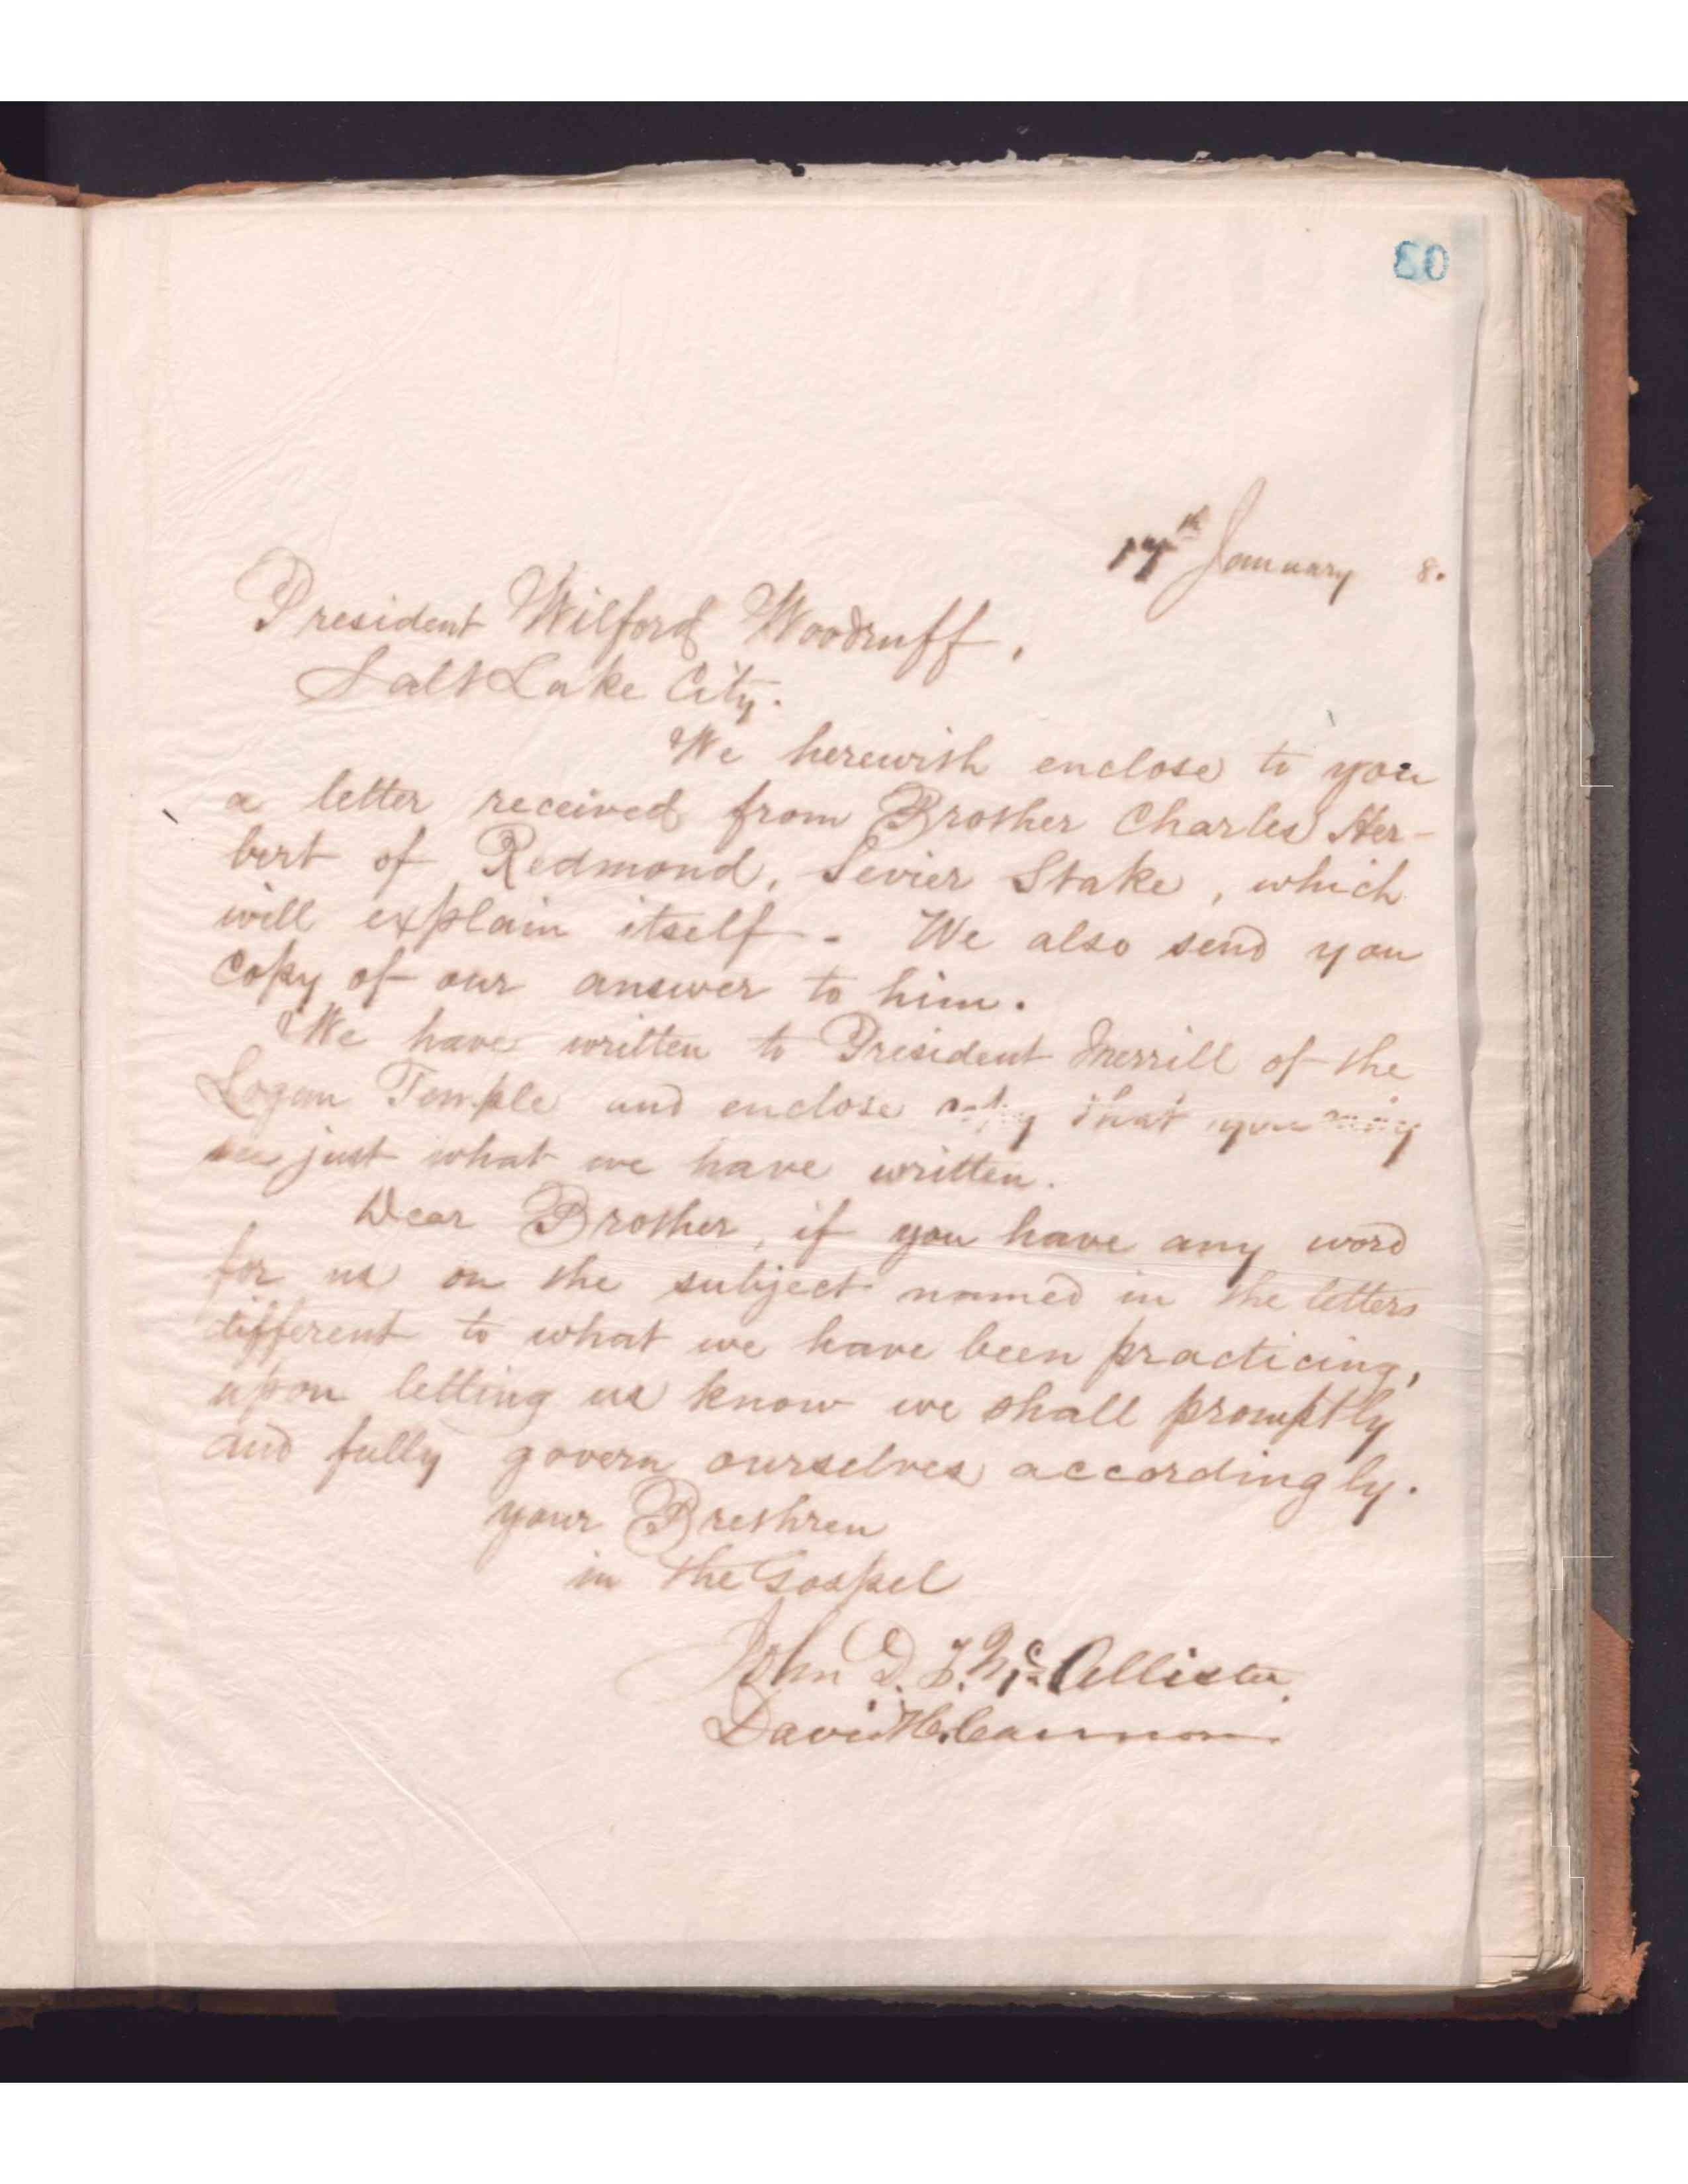 80
17th January 8.
President Wilford Woodruff,
Salt Lake City.
We herewith enclose to you
a letter received from Brother Charles Her-
bert of Redmond, Sevier Stake, which
will explain itself. We also send you
copy of our answer to him.
We have written to President Merrill of the
Logan Temple and enclose copy that you may
see just what we have written.
Dear Brother, if you have any word
for us on the subject named in the letters
different to what we have been practicing,
upon letting us know we shall promptly
and fully govern ourselves accordingly.
your Brethren
in the Gospel
John D. T. McAllister.
David H. Cannon.